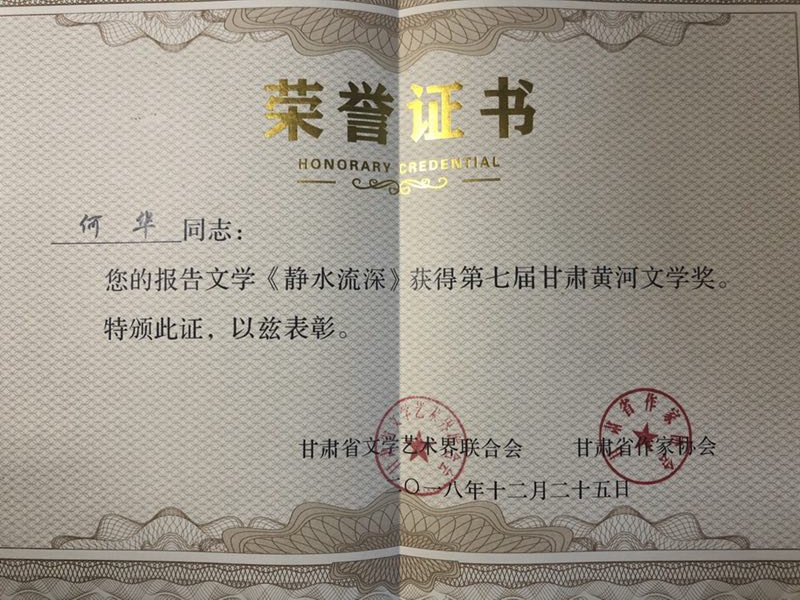 荣誉证书
HONORARY CREDENTIAL
何华同志：
您的报告文学《静水流深》获得第七届甘肃黄河文学奖。
特颁此证，以兹表彰。
甘肃省文学艺术界联合会 甘肃省作家协会
二〇一八年十二月二十五日